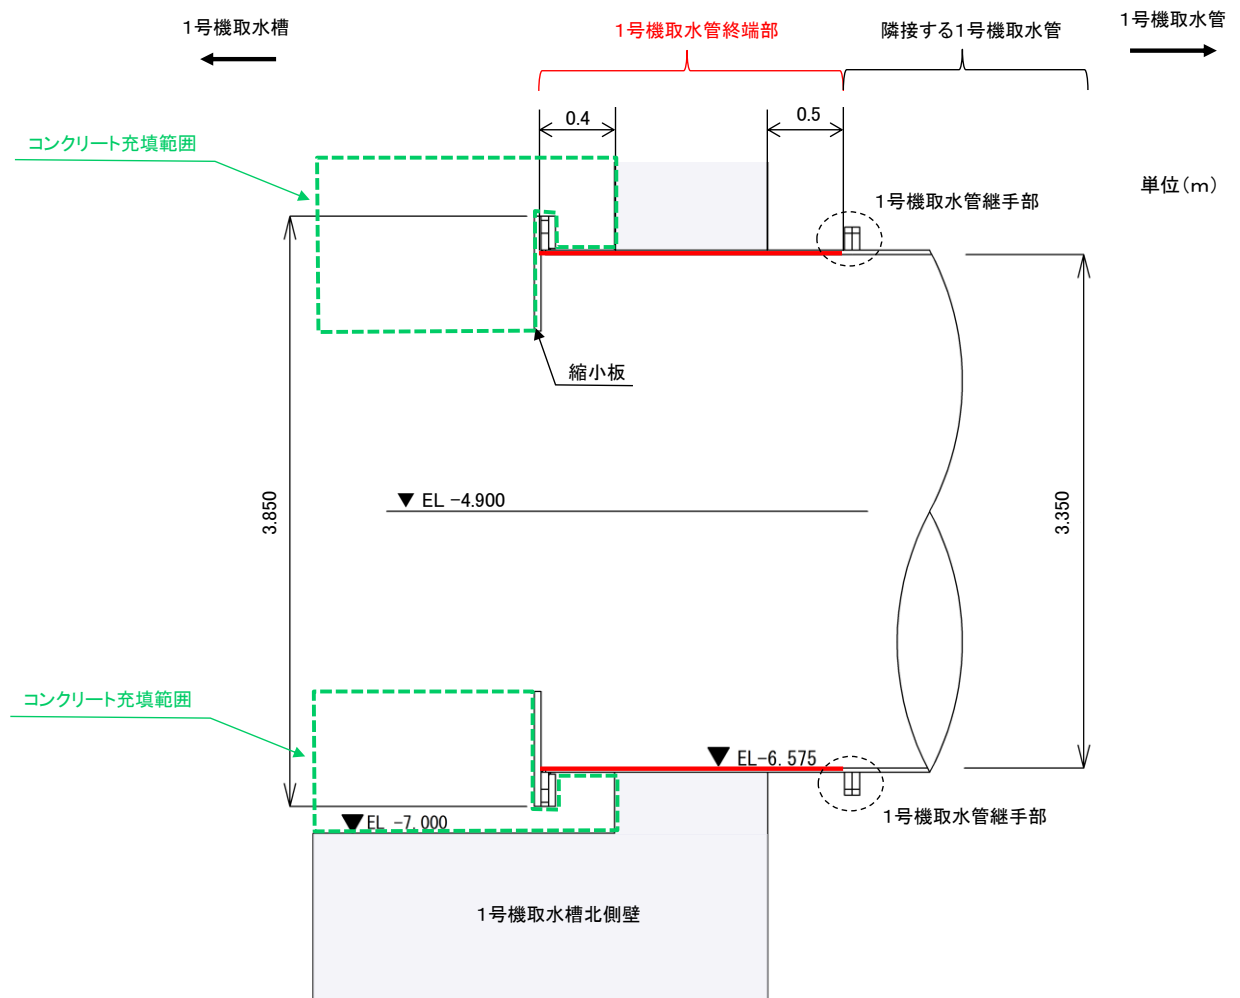 1号機取水槽
1号機取水管終端部
隣接する1号機取水管
1号機取水管
0.4
0.5
コンクリート充填範囲
単位（m）
1号機取水管継手部
縮小板
EL −4.900
3.850
3.350
コンクリート充填範囲
EL−6.575
EL −7.000
1号機取水管継手部
1号機取水槽北側壁